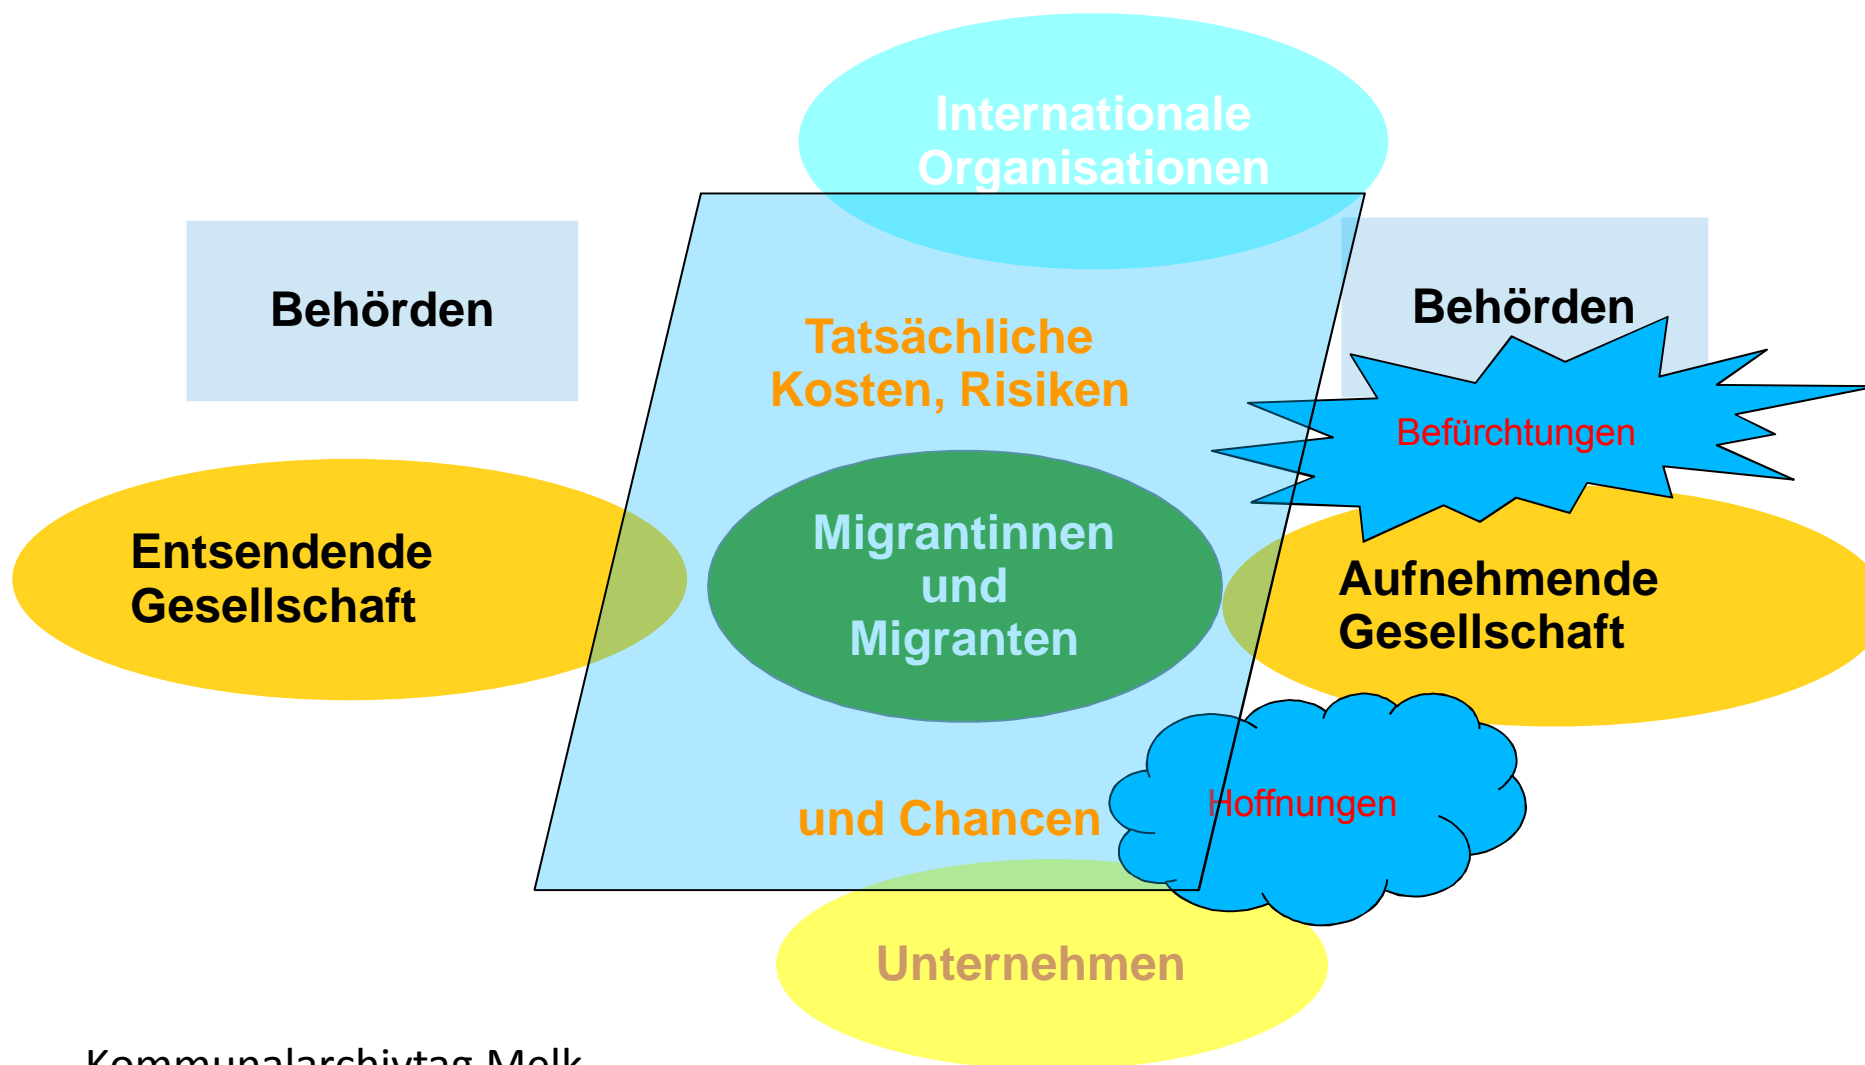 Internationale
Organisationen
Behörden
Behörden
Tatsächliche
Kosten, Risiken
Befürchtungen
Entsendende
Gesellschaft
Migrantinnen
und
Migranten
Aufnehmende
Gesellschaft
und Chancen
Hoffnungen
Unternehmen
Kommunalarchivtag Melk